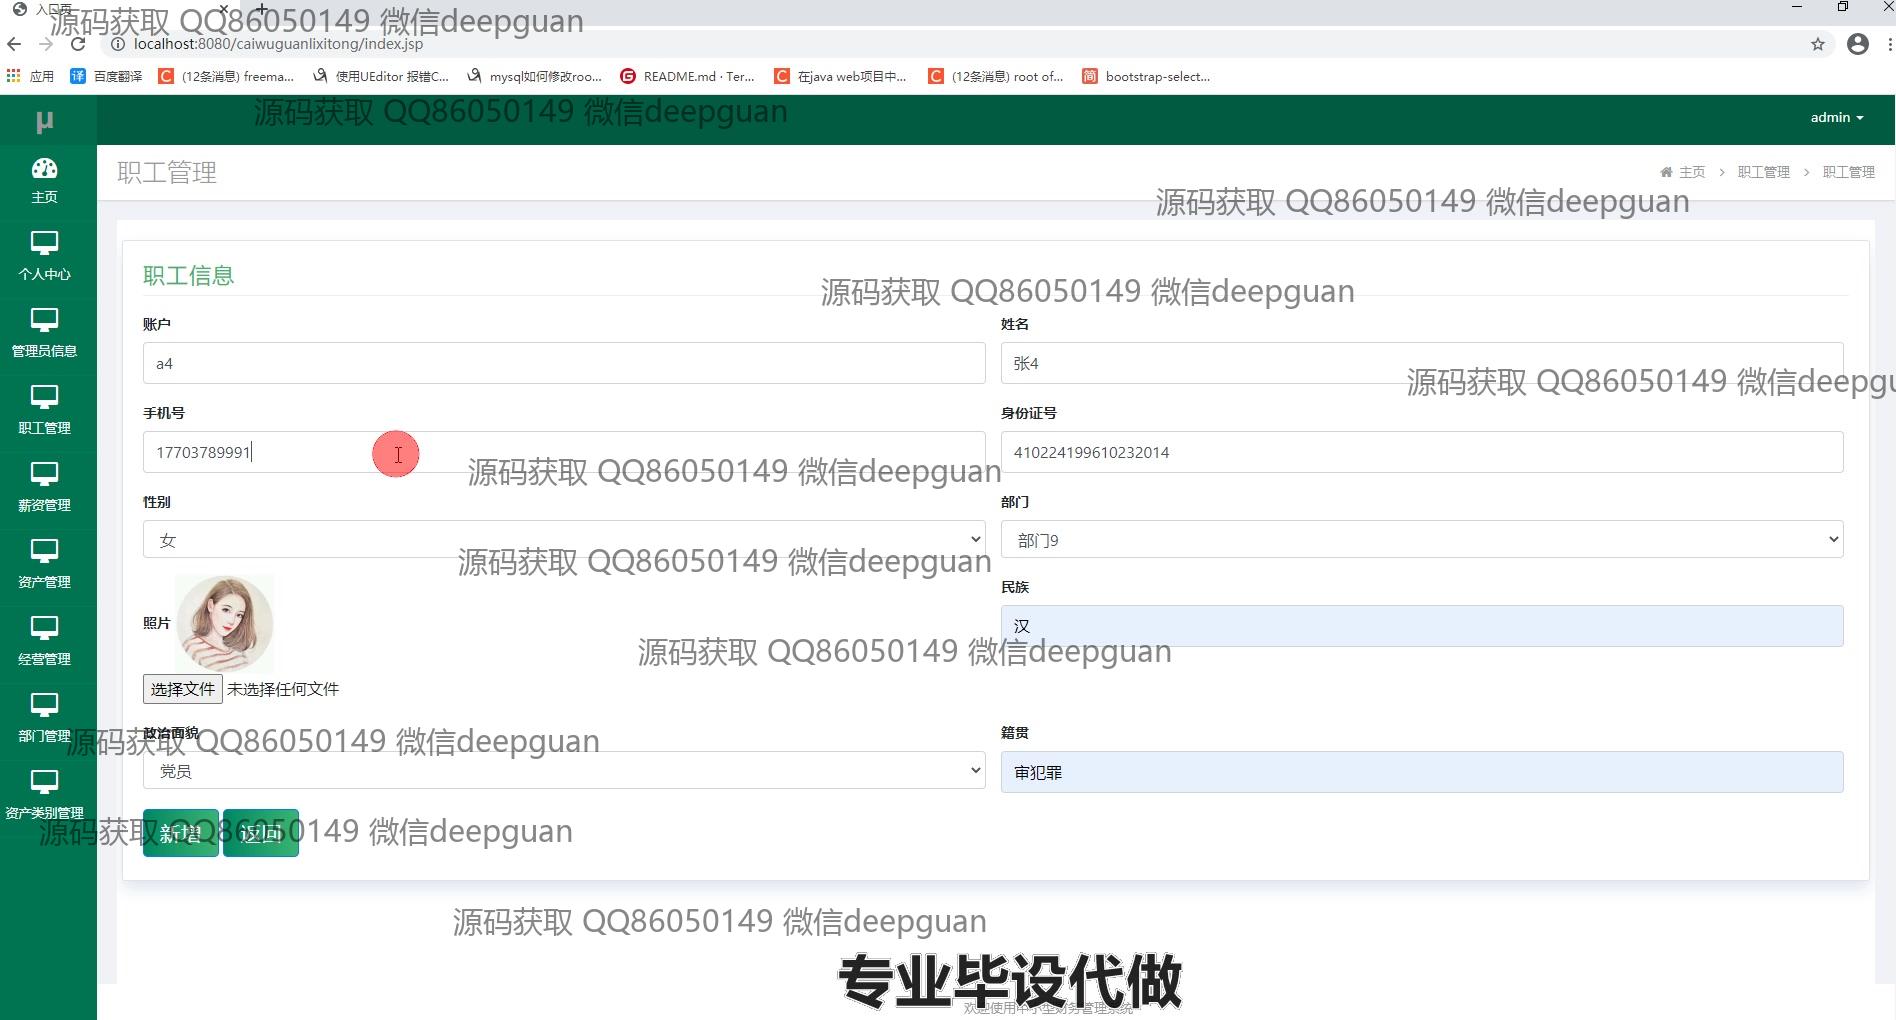 入口页
源码获取 QQ86050149 微信deepguan
localhost:8080/caiwuguanlixitong/index.jsp
应用 百度翻译 (12条消息) freema... 使用UEditor 报错C... mysql如何修改roo... README.md · Ter... 在java web项目中... (12条消息) root of... bootstrap-select...
源码获取 QQ86050149 微信deepguan
μ admin
职工管理 主页 > 职工管理 > 职工管理
主页
源码获取 QQ86050149 微信deepguan
个人中心
职工信息
源码获取 QQ86050149 微信deepguan
账户 姓名
管理员信息
a4 张4
源码获取 QQ86050149 微信deepgu
手机号 身份证号
职工管理
17703789991 410224199610232014
源码获取 QQ86050149 微信deepguan
性别 部门
薪资管理
女 部门9
源码获取 QQ86050149 微信deepguan
资产管理 民族
照片 汉
源码获取 QQ86050149 微信deepguan
经营管理
选择文件 未选择任何文件
政治面貌 籍贯
部门管理
源码获取 QQ86050149 微信deepguan
党员 审犯罪
资产类别管理
新增 返回
源码获取 QQ86050149 微信deepguan
源码获取 QQ86050149 微信deepguan
专业毕设代做
欢迎使用中小型财务管理系统